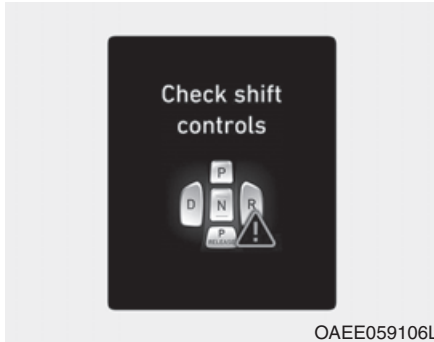 Check shift
controls
P
D N R
P
RELEASE
OAEE059106L